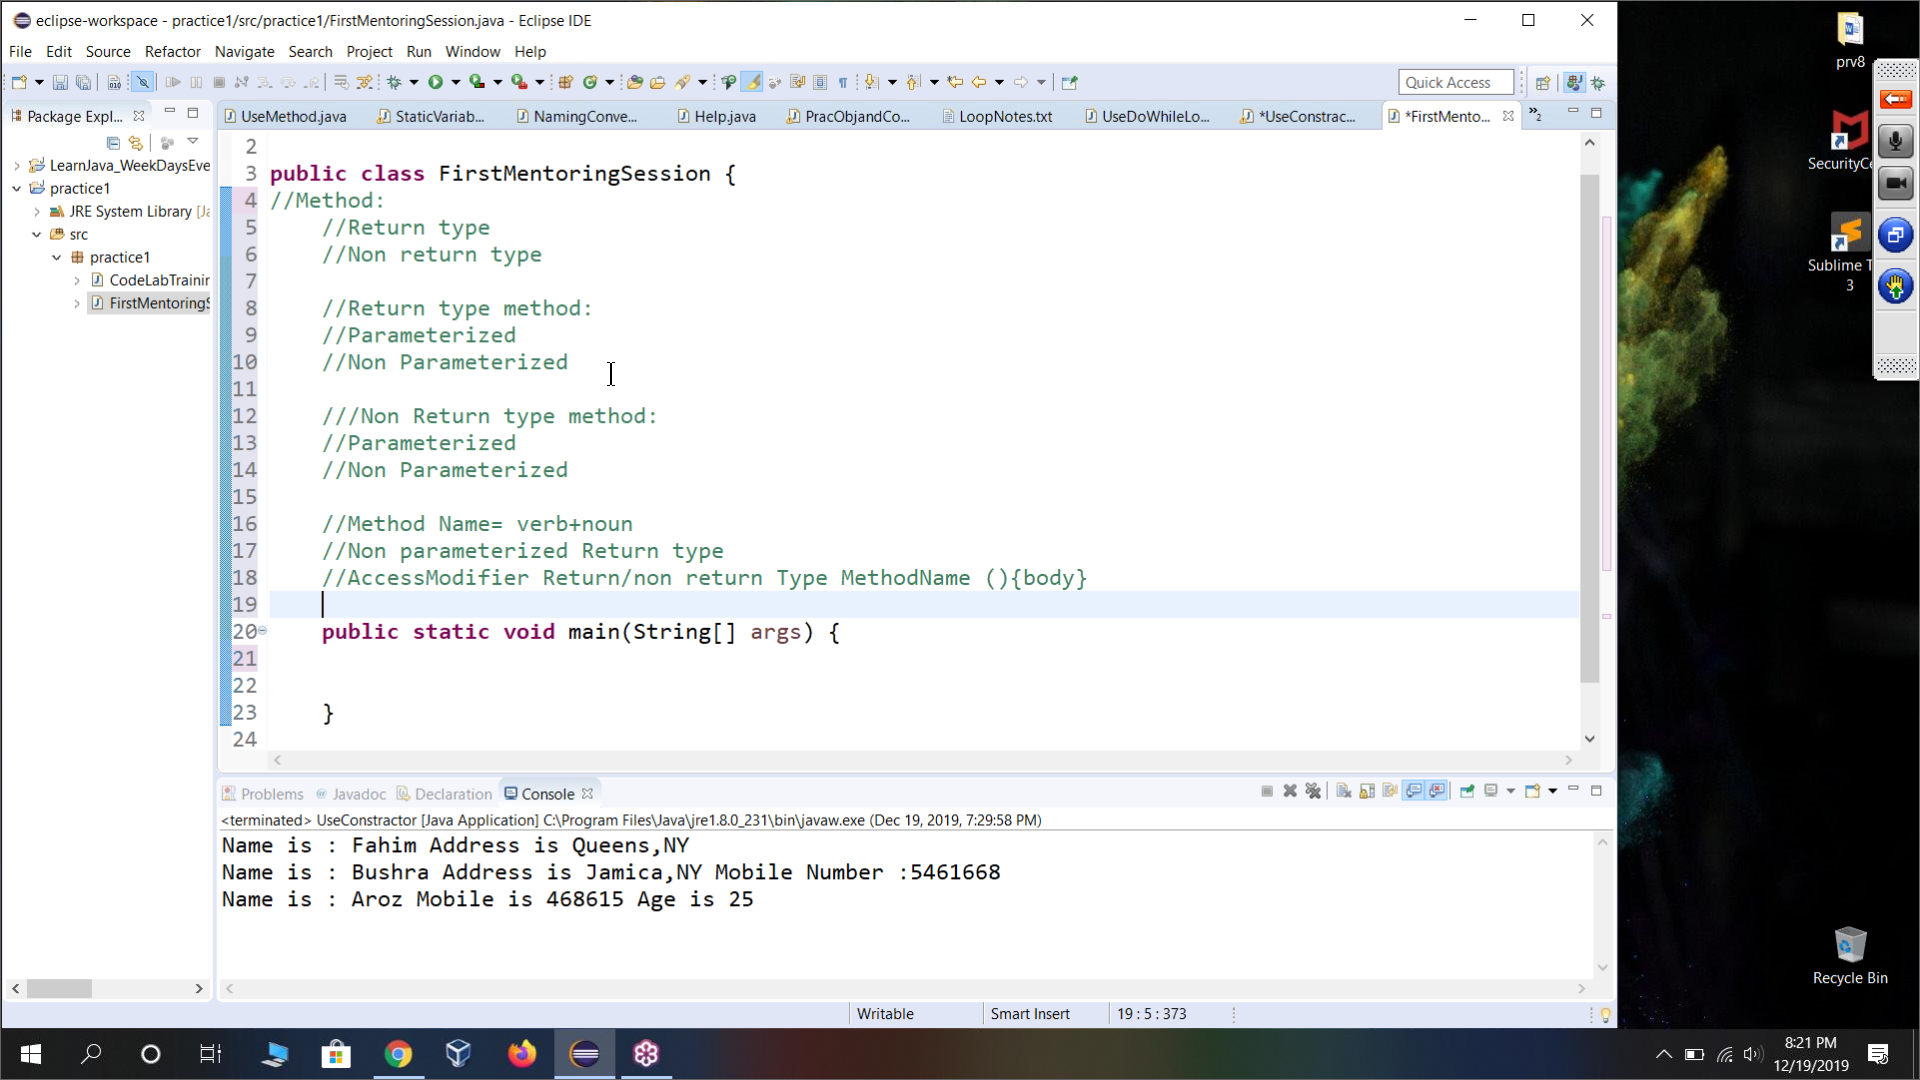 eclipse-workspace - practice1/src/practice1/FirstMentoringSession.java - Eclipse IDE
File Edit Source Refactor Navigate Search Project Run Window Help
Quick Access
Package Expl...
UseMethod.java StaticVariab... NamingConve... Help.java PracObjandCo... LoopNotes.txt UseDoWhileLo... *UseConstrac... *FirstMento... »2
LearnJava_WeekDaysEve
practice1
JRE System Library [Ja
src
practice1
CodeLabTrainin
FirstMentoringS
2
3 public class FirstMentoringSession {
4 //Method:
5 //Return type
6 //Non return type
7
8 //Return type method:
9 //Parameterized
10 //Non Parameterized
11
12 ///Non Return type method:
13 //Parameterized
14 //Non Parameterized
15
16 //Method Name= verb+noun
17 //Non parameterized Return type
18 //AccessModifier Return/non return Type MethodName (){body}
19
20 public static void main(String[] args) {
21
22
23 }
24
Problems Javadoc Declaration Console
<terminated> UseConstractor [Java Application] C:\Program Files\Java\jre1.8.0_231\bin\javaw.exe (Dec 19, 2019, 7:29:58 PM)
Name is : Fahim Address is Queens,NY
Name is : Bushra Address is Jamica,NY Mobile Number :5461668
Name is : Aroz Mobile is 468615 Age is 25
Writable Smart Insert 19 : 5 : 373
prv8
SecurityCe
Sublime T
3
Recycle Bin
8:21 PM
12/19/2019